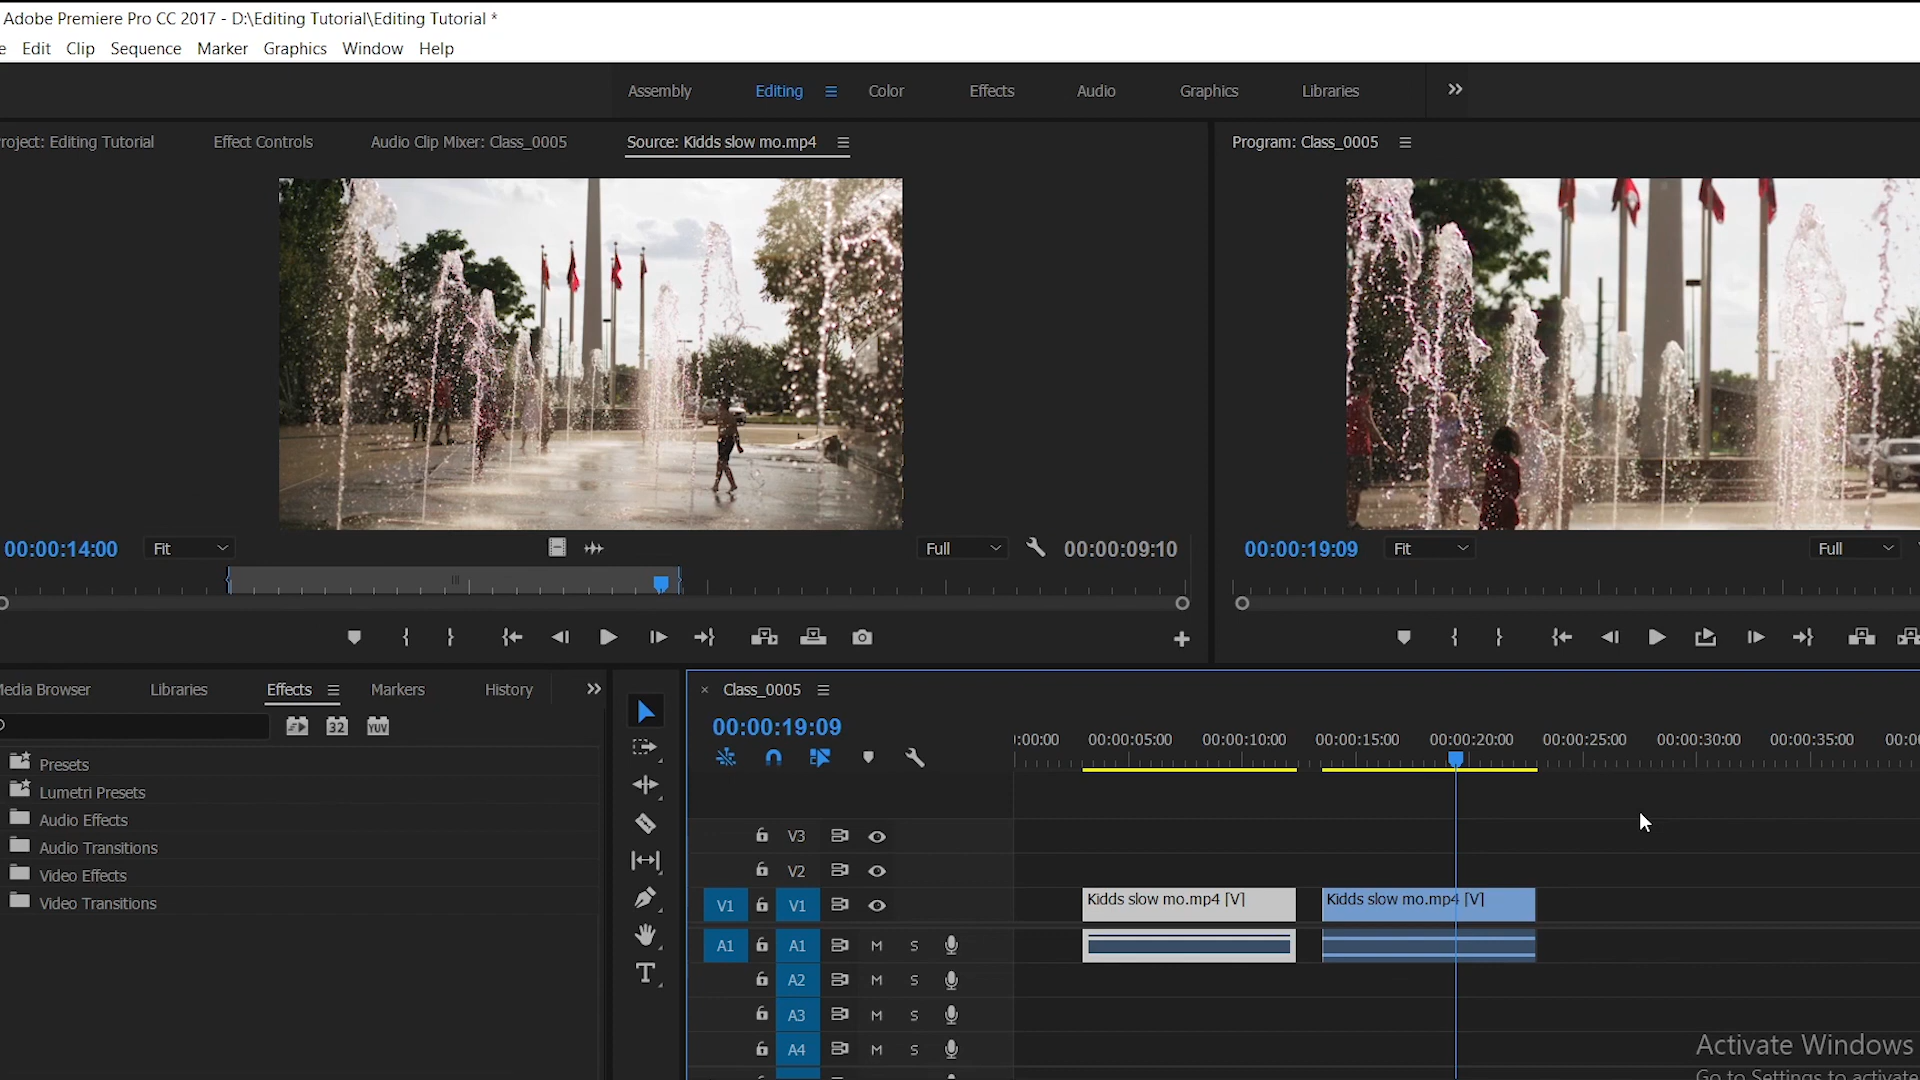 Adobe Premiere Pro CC 2017 - D:\Editing Tutorial\Editing Tutorial *
e Edit Clip Sequence Marker Graphics Window Help
Assembly Editing Color Effects Audio Graphics Libraries
roject: Editing Tutorial Effect Controls Audio Clip Mixer: Class_0005 Source: Kidds slow mo.mp4 Program: Class_0005
00:00:14:00 Fit Full 00:00:09:10 00:00:19:09 Fit Full
Media Browser Libraries Effects Markers History
32 YUV
Presets
Lumetri Presets
Audio Effects
Audio Transitions
Video Effects
Video Transitions
× Class_0005
00:00:19:09
:00:00 00:00:05:00 00:00:10:00 00:00:15:00 00:00:20:00 00:00:25:00 00:00:30:00 00:00:35:00 00:0
V3
V2
V1 V1 Kidds slow mo.mp4 [V] Kidds slow mo.mp4 [V]
A1 A1 M S
A2 M S
A3 M S
A4 M S
Activate Windows
Go to Settings to activate